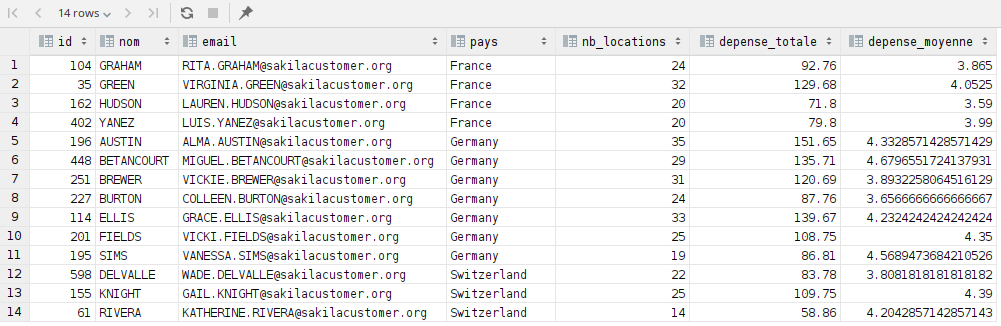 14 rows
id nom email pays nb_locations depense_totale depense_moyenne
1 104 GRAHAM RITA.GRAHAM@sakilacustomer.org France 24 92.76 3.865
2 35 GREEN VIRGINIA.GREEN@sakilacustomer.org France 32 129.68 4.0525
3 162 HUDSON LAUREN.HUDSON@sakilacustomer.org France 20 71.8 3.59
4 402 YANEZ LUIS.YANEZ@sakilacustomer.org France 20 79.8 3.99
5 196 AUSTIN ALMA.AUSTIN@sakilacustomer.org Germany 35 151.65 4.3328571428571429
6 448 BETANCOURT MIGUEL.BETANCOURT@sakilacustomer.org Germany 29 135.71 4.6796551724137931
7 251 BREWER VICKIE.BREWER@sakilacustomer.org Germany 31 120.69 3.8932258064516129
8 227 BURTON COLLEEN.BURTON@sakilacustomer.org Germany 24 87.76 3.6566666666666667
9 114 ELLIS GRACE.ELLIS@sakilacustomer.org Germany 33 139.67 4.2324242424242424
10 201 FIELDS VICKI.FIELDS@sakilacustomer.org Germany 25 108.75 4.35
11 195 SIMS VANESSA.SIMS@sakilacustomer.org Germany 19 86.81 4.5689473684210526
12 598 DELVALLE WADE.DELVALLE@sakilacustomer.org Switzerland 22 83.78 3.8081818181818182
13 155 KNIGHT GAIL.KNIGHT@sakilacustomer.org Switzerland 25 109.75 4.39
14 61 RIVERA KATHERINE.RIVERA@sakilacustomer.org Switzerland 14 58.86 4.2042857142857143